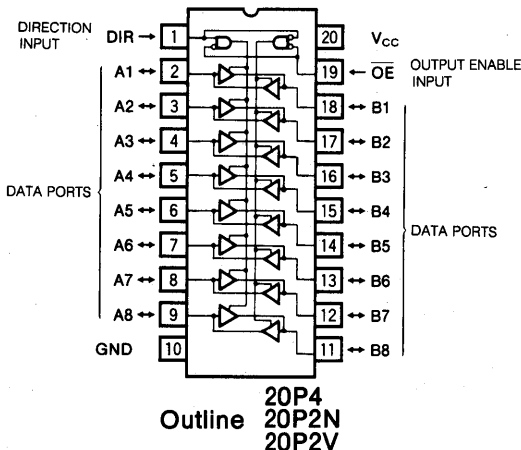 DIRECTION
INPUT
DIR → 1
20 VCC
A1 ↔ 2
19 ← OE
OUTPUT ENABLE
INPUT
A2 ↔ 3
18 ↔ B1
A3 ↔ 4
17 ↔ B2
A4 ↔ 5
16 ↔ B3
DATA PORTS
A5 ↔ 6
15 ↔ B4
A6 ↔ 7
14 ↔ B5
DATA PORTS
A7 ↔ 8
13 ↔ B6
A8 ↔ 9
12 ↔ B7
GND 10
11 ↔ B8
Outline
20P4
20P2N
20P2V